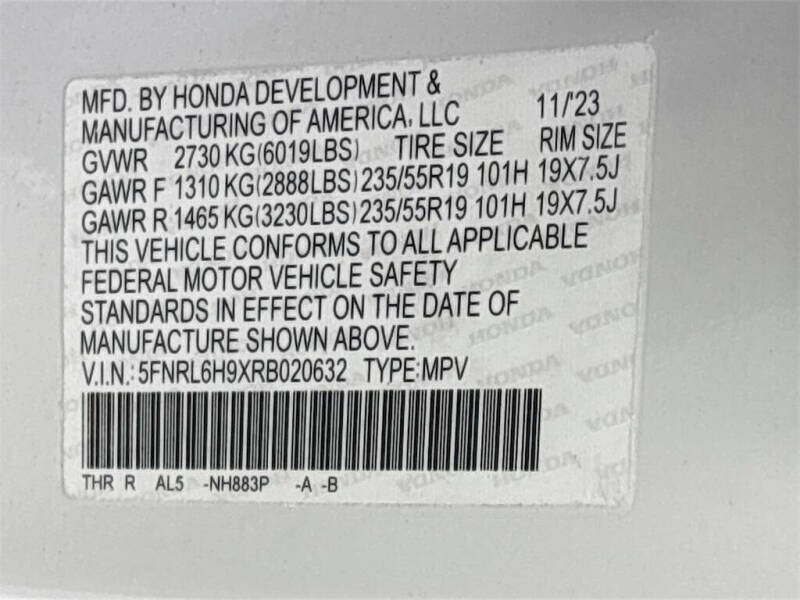 MFD. BY HONDA DEVELOPMENT &
MANUFACTURING OF AMERICA, LLC 11/'23
GVWR 2730 KG(6019LBS) TIRE SIZE RIM SIZE
GAWR F 1310 KG(2888LBS) 235/55R19 101H 19X7.5J
GAWR R 1465 KG(3230LBS) 235/55R19 101H 19X7.5J
THIS VEHICLE CONFORMS TO ALL APPLICABLE
FEDERAL MOTOR VEHICLE SAFETY
STANDARDS IN EFFECT ON THE DATE OF
MANUFACTURE SHOWN ABOVE.
V.I.N.: 5FNRL6H9XRB020632 TYPE:MPV
THR R AL5 -NH883P -A -B